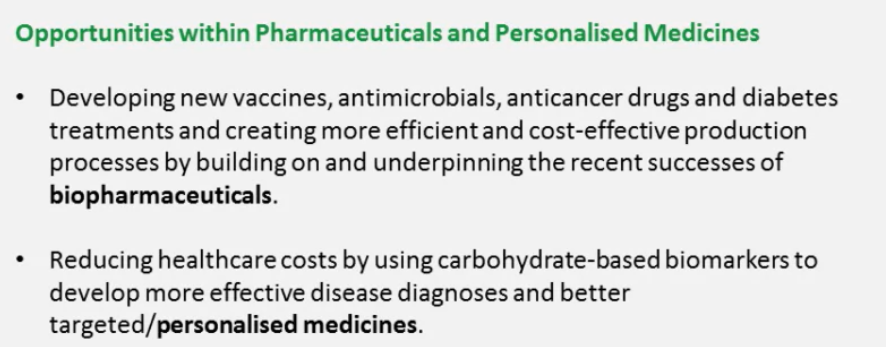 Opportunities within Pharmaceuticals and Personalised Medicines
• Developing new vaccines, antimicrobials, anticancer drugs and diabetes
treatments and creating more efficient and cost-effective production
processes by building on and underpinning the recent successes of
biopharmaceuticals.
• Reducing healthcare costs by using carbohydrate-based biomarkers to
develop more effective disease diagnoses and better
targeted/personalised medicines.